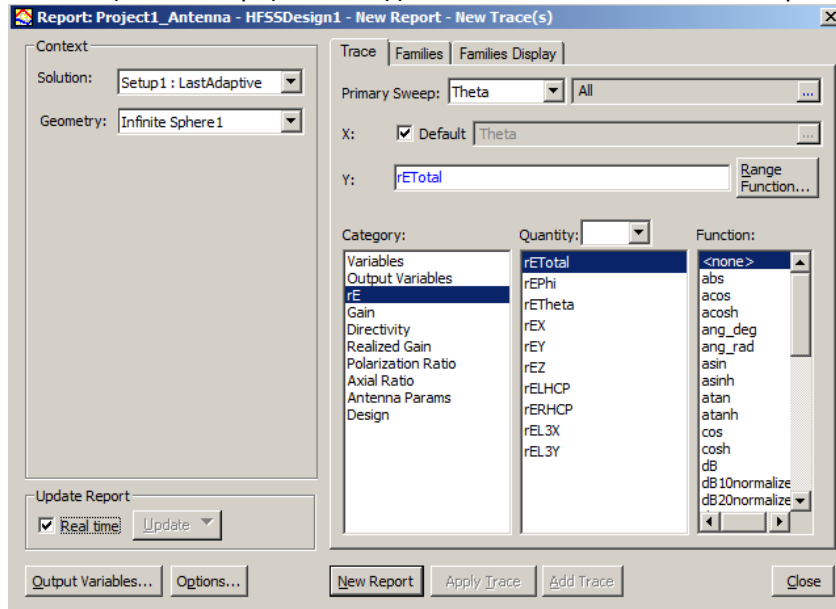 Report: Project1_Antenna - HFSSDesign1 - New Report - New Trace(s)
Context
Solution: Setup1 : LastAdaptive
Geometry: Infinite Sphere1
Update Report
Real time Update
Output Variables... Options...
Trace Families Families Display
Primary Sweep: Theta All ...
X: Default Theta ...
Y: rETotal Range Function...
Category:
Variables
Output Variables
rE
Gain
Directivity
Realized Gain
Polarization Ratio
Axial Ratio
Antenna Params
Design
Quantity:
rETotal
rEPhi
rETheta
rEX
rEY
rEZ
rELHCP
rERHCP
rEL3X
rEL3Y
Function:
<none>
abs
acos
acosh
ang_deg
ang_rad
asin
asinh
atan
atanh
cos
cosh
dB
dB10normalize
dB20normalize
New Report Apply Trace Add Trace Close